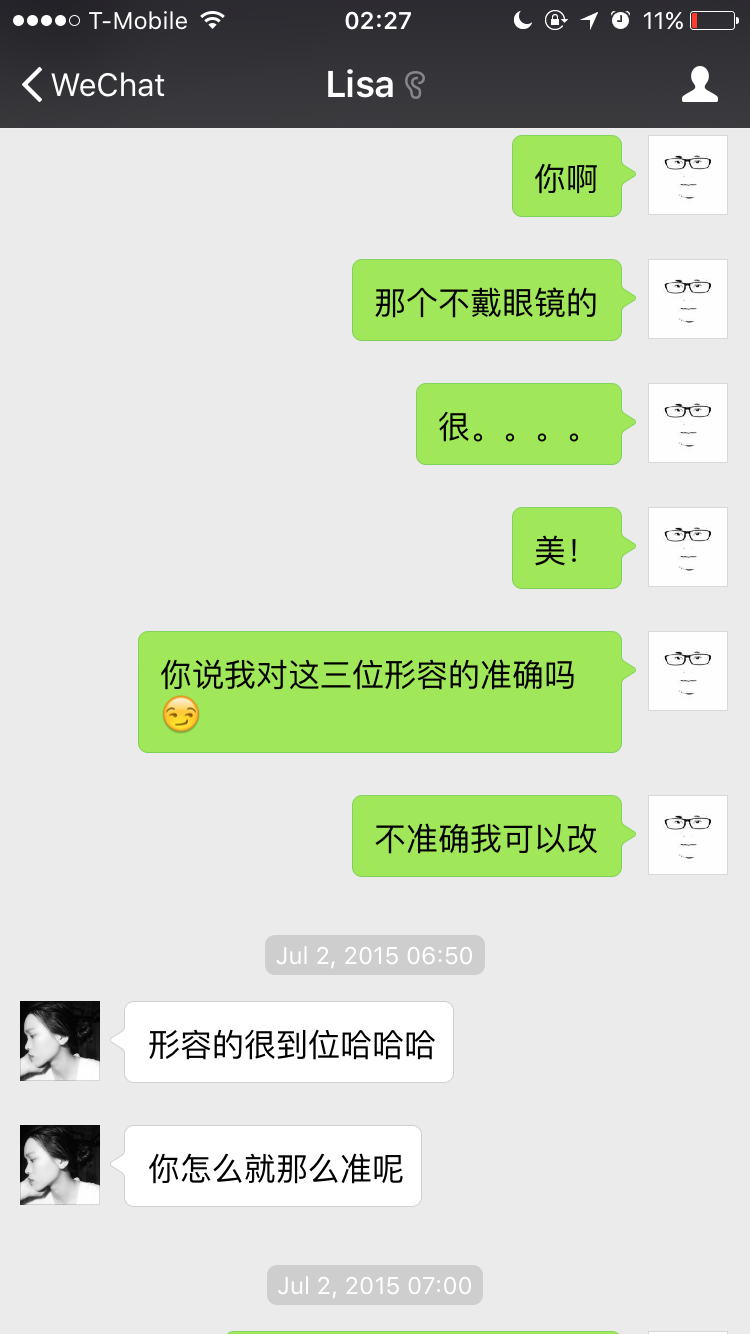 T-Mobile
02:27
11%
WeChat
Lisa
你啊
那个不戴眼镜的
很。。。。
美！
你说我对这三位形容的准确吗
😏
不准确我可以改
Jul 2, 2015 06:50
形容的很到位哈哈哈
你怎么就那么准呢
Jul 2, 2015 07:00